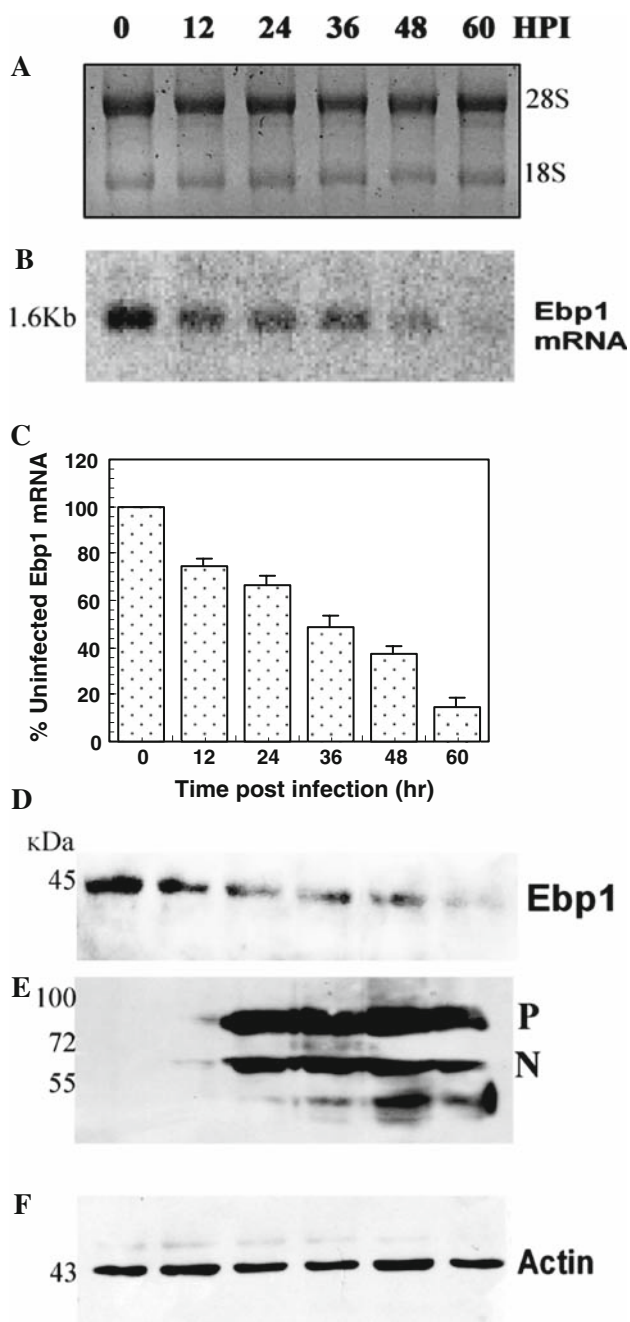 0 12 24 36 48 60 HPI
A
28S
18S
B
1.6Kb
Ebp1
mRNA
C
% Uninfected Ebp1 mRNA
120
100
80
60
40
20
0
0 12 24 36 48 60
Time post infection (hr)
D
KDa
45
Ebp1
E
100
72
55
P
N
F
43
Actin